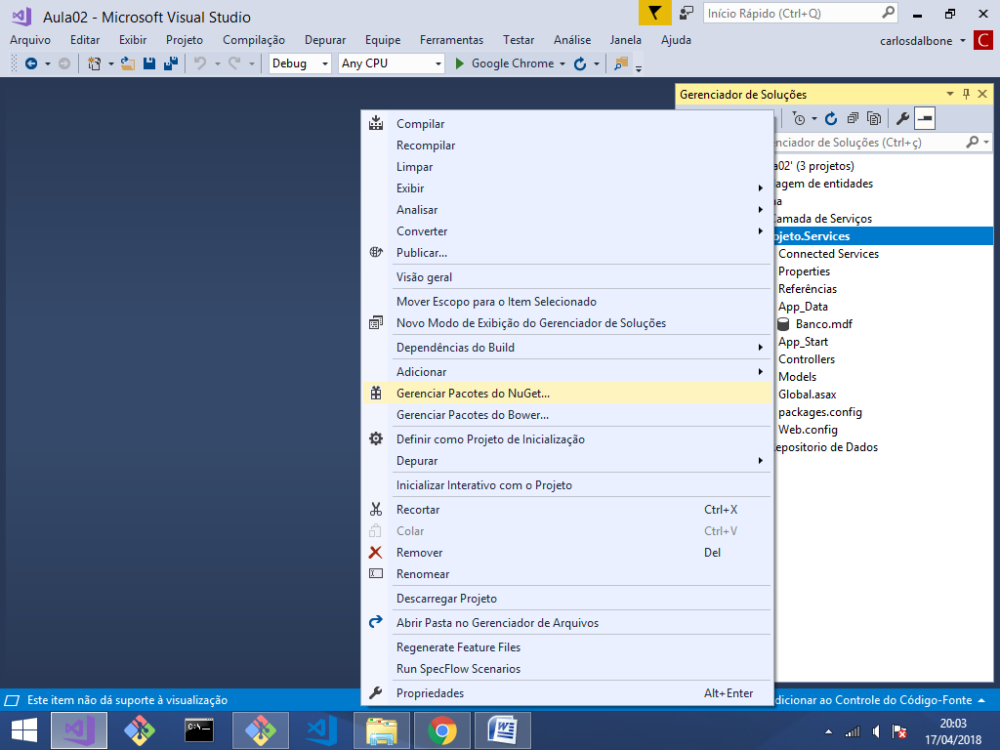 Aula02 - Microsoft Visual Studio
Início Rápido (Ctrl+Q)
Arquivo Editar Exibir Projeto Compilação Depurar Equipe Ferramentas Testar Análise Janela Ajuda
carlosdalbone C
Debug Any CPU Google Chrome
Gerenciador de Soluções
enciador de Soluções (Ctrl+ç)
a02' (3 projetos)
agem de entidades
na
Camada de Serviços
ojeto.Services
Connected Services
Properties
Referências
App_Data
Banco.mdf
App_Start
Controllers
Models
Global.asax
packages.config
Web.config
epositorio de Dados
Compilar
Recompilar
Limpar
Exibir
Analisar
Converter
Publicar...
Visão geral
Mover Escopo para o Item Selecionado
Novo Modo de Exibição do Gerenciador de Soluções
Dependências do Build
Adicionar
Gerenciar Pacotes do NuGet...
Gerenciar Pacotes do Bower...
Definir como Projeto de Inicialização
Depurar
Inicializar Interativo com o Projeto
Recortar Ctrl+X
Colar Ctrl+V
Remover Del
Renomear
Descarregar Projeto
Abrir Pasta no Gerenciador de Arquivos
Regenerate Feature Files
Run SpecFlow Scenarios
Propriedades Alt+Enter
Este item não dá suporte à visualização
dicionar ao Controle do Código-Fonte
20:03
17/04/2018